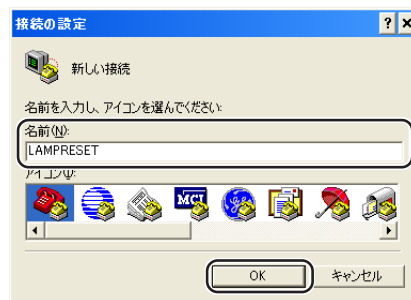 接続の設定
新しい接続
名前を入力し、アイコンを選んでください:
名前(N):
LAMPRESET
アイコン(I):
MCI
OK
キャンセル